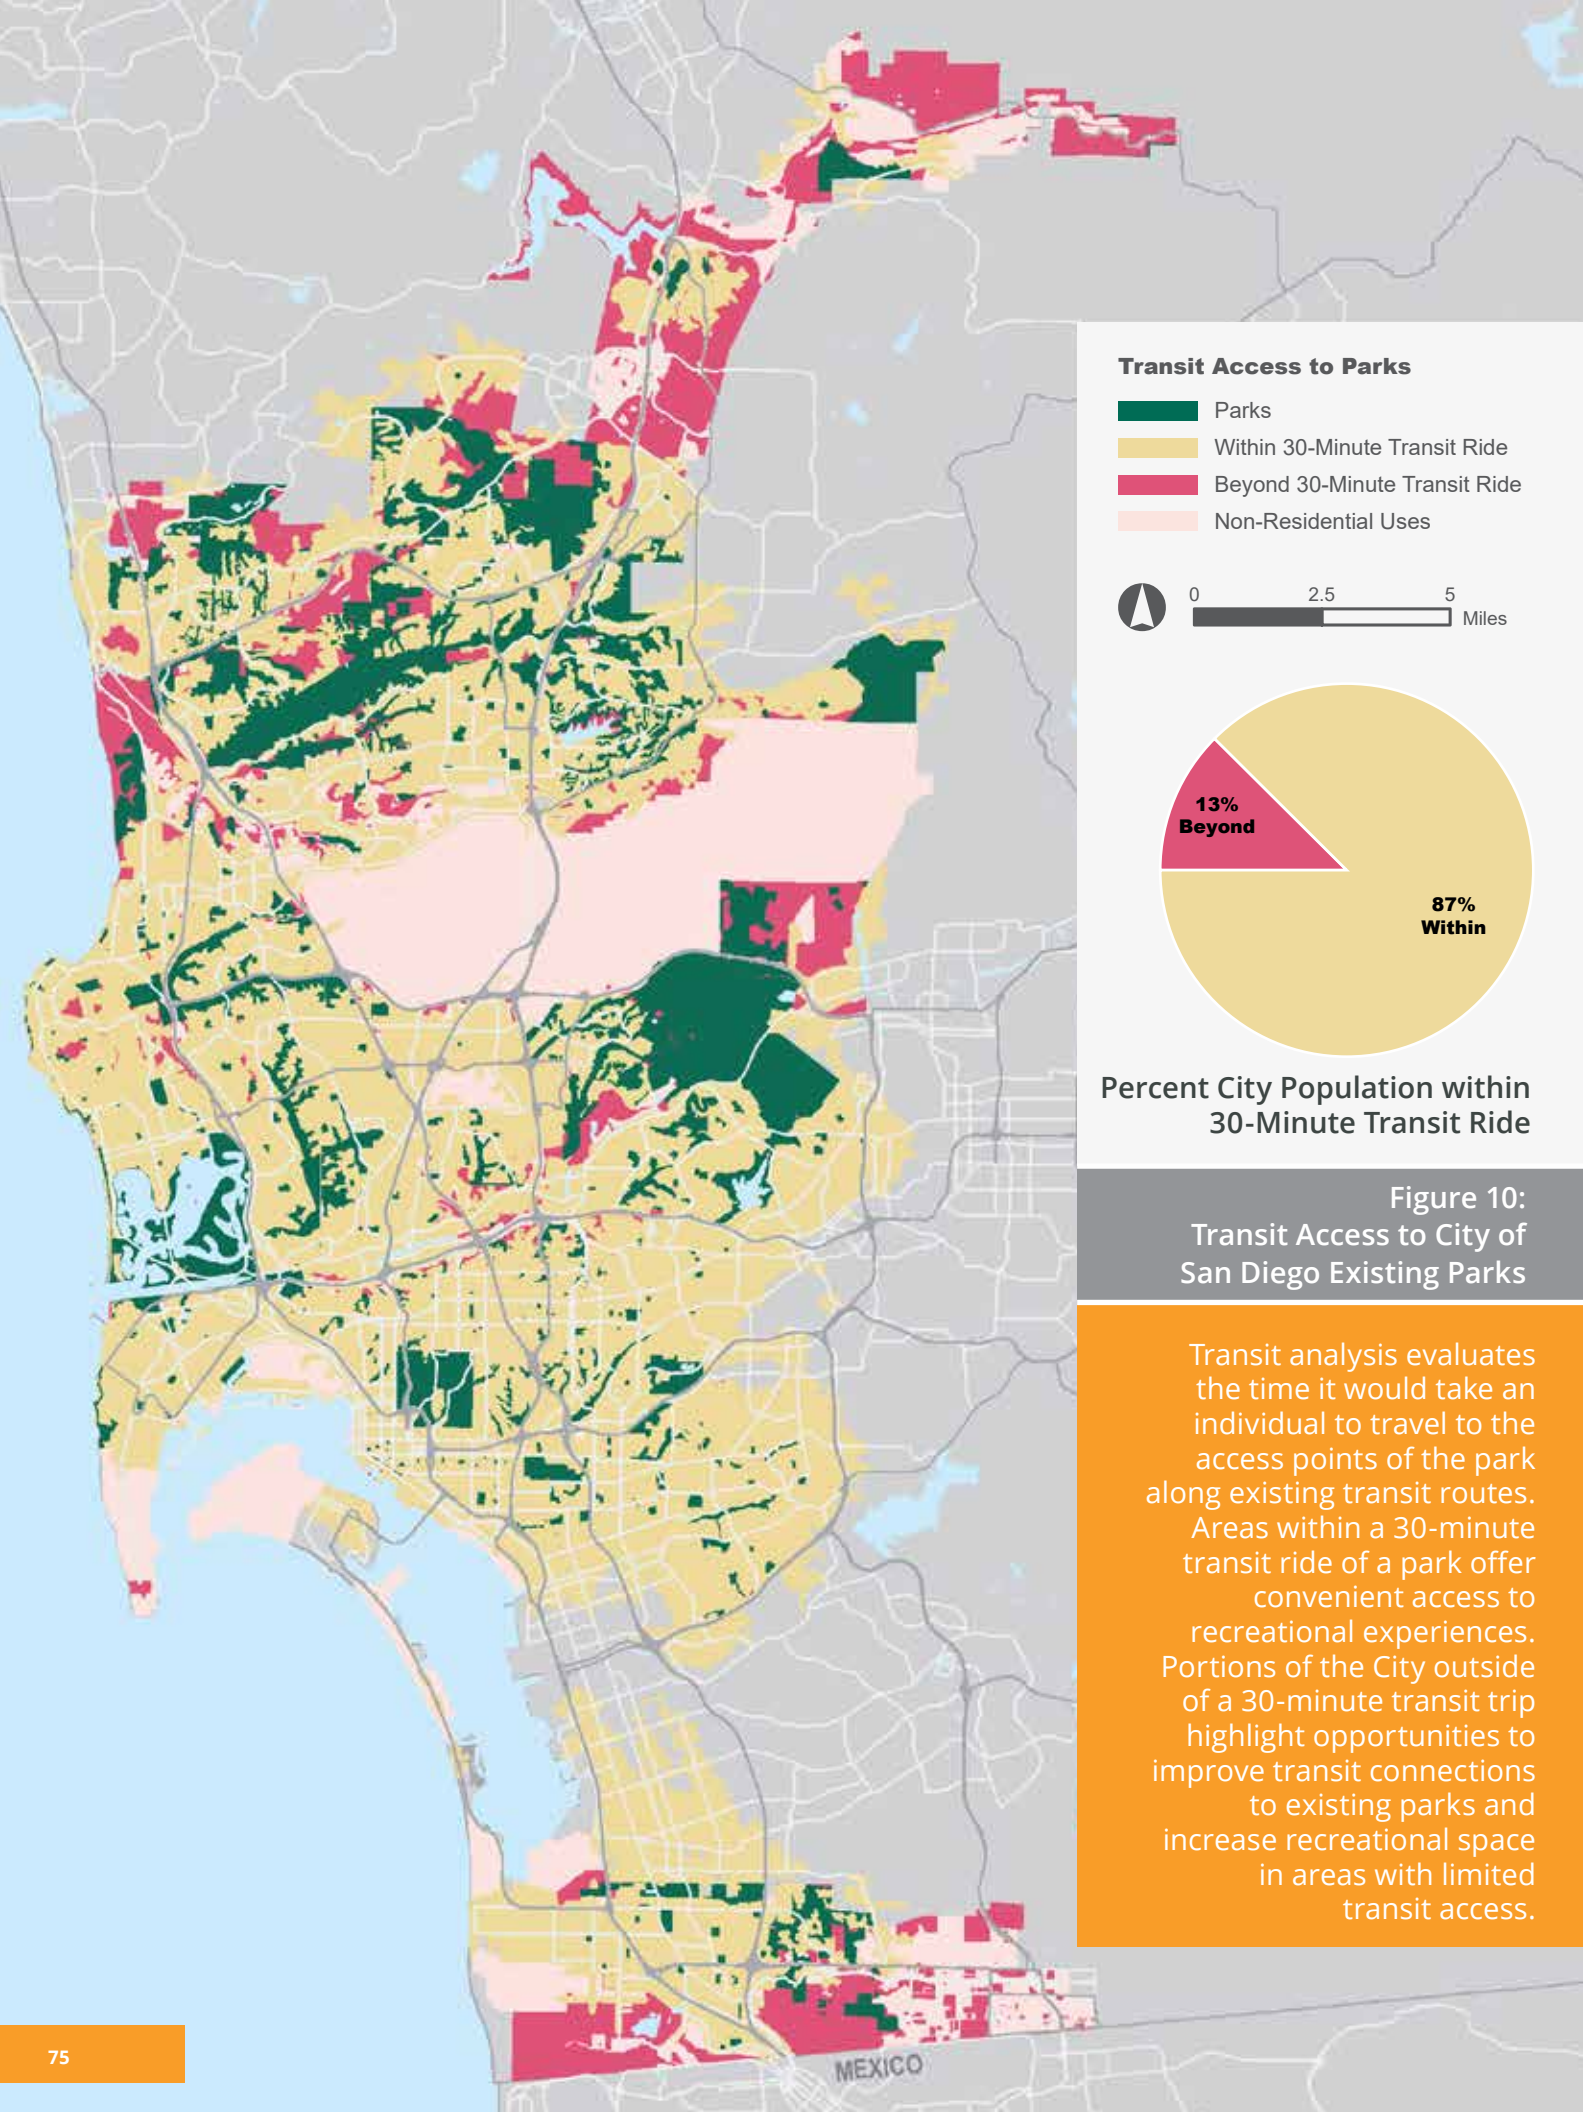 Transit Access to Parks
Parks
Within 30-Minute Transit Ride
Beyond 30-Minute Transit Ride
Non-Residential Uses
0 2.5 5
Miles
13%
Beyond
87%
Within
Percent City Population within
30-Minute Transit Ride
Figure 10:
Transit Access to City of
San Diego Existing Parks
Transit analysis evaluates
the time it would take an
individual to travel to the
access points of the park
along existing transit routes.
Areas within a 30-minute
transit ride of a park offer
convenient access to
recreational experiences.
Portions of the City outside
of a 30-minute transit trip
highlight opportunities to
improve transit connections
to existing parks and
increase recreational space
in areas with limited
transit access.
MEXICO
75